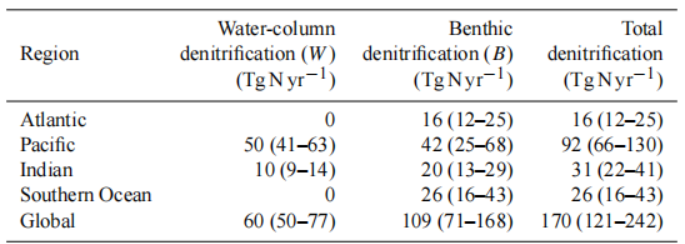 Water-column Benthic Total
Region denitrification (W) denitrification (B) denitrification
(Tg N yr−1) (Tg N yr−1) (Tg N yr−1)
Atlantic 0 16 (12–25) 16 (12–25)
Pacific 50 (41–63) 42 (25–68) 92 (66–130)
Indian 10 (9–14) 20 (13–29) 31 (22–41)
Southern Ocean 0 26 (16–43) 26 (16–43)
Global 60 (50–77) 109 (71–168) 170 (121–242)